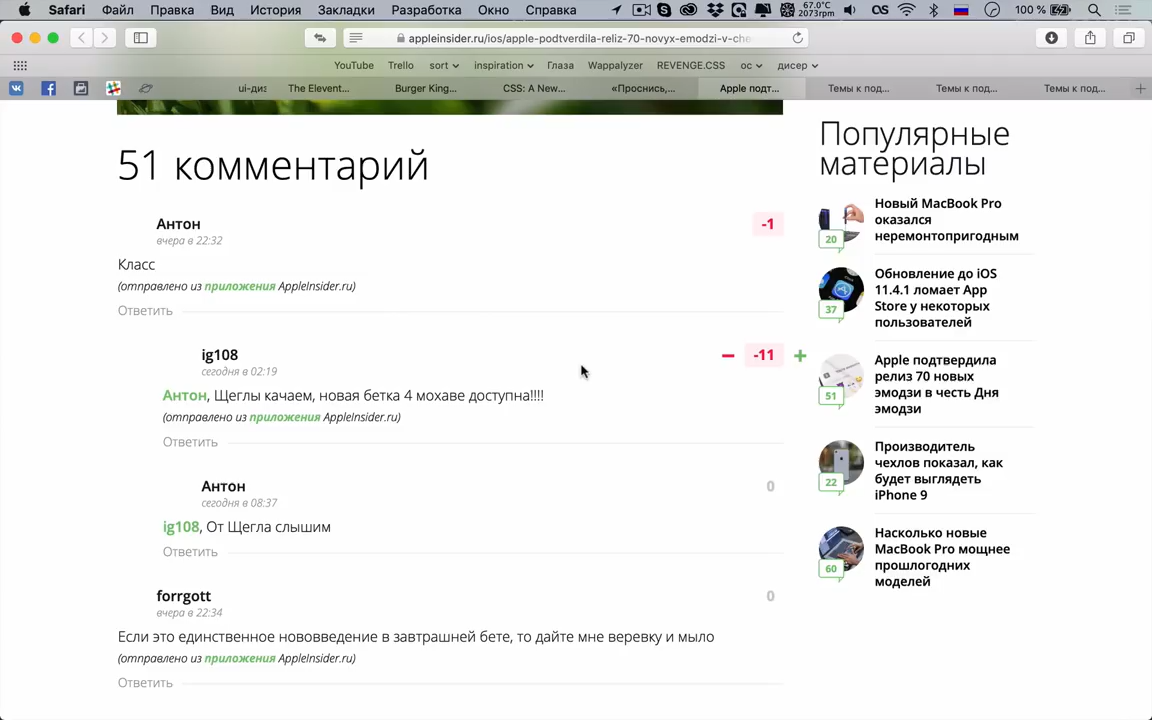 Safari Файл Правка Вид История Закладки Разработка Окно Справка 67.0°C 2073rpm 100 %
appleinsider.ru/ios/apple-podtverdila-reliz-70-novyx-emodzi-v-che
YouTube Trello sort inspiration Глаза Wappalyzer REVENGE.CSS ос дисер
ui-диз The Elevent... Burger King... CSS: A New... «Проснись,... Apple подт... Темы к под... Темы к под... Темы к под...
51 комментарий
Антон
-1
вчера в 22:32
Класс
(отправлено из приложения AppleInsider.ru)
Ответить
ig108
-11
сегодня в 02:19
Антон, Щеглы качаем, новая бетка 4 мохаве доступна!!!!
(отправлено из приложения AppleInsider.ru)
Ответить
Антон
0
сегодня в 08:37
ig108, От Щегла слышим
Ответить
forrgott
0
вчера в 22:34
Если это единственное нововведение в завтрашней бете, то дайте мне веревку и мыло
(отправлено из приложения AppleInsider.ru)
Ответить
Популярные
материалы
Новый MacBook Pro
оказался
неремонтопригодным
20
Обновление до iOS
11.4.1 ломает App
Store у некоторых
пользователей
37
Apple подтвердила
релиз 70 новых
эмодзи в честь Дня
эмодзи
51
Производитель
чехлов показал, как
будет выглядеть
iPhone 9
22
Насколько новые
MacBook Pro мощнее
прошлогодних
моделей
60